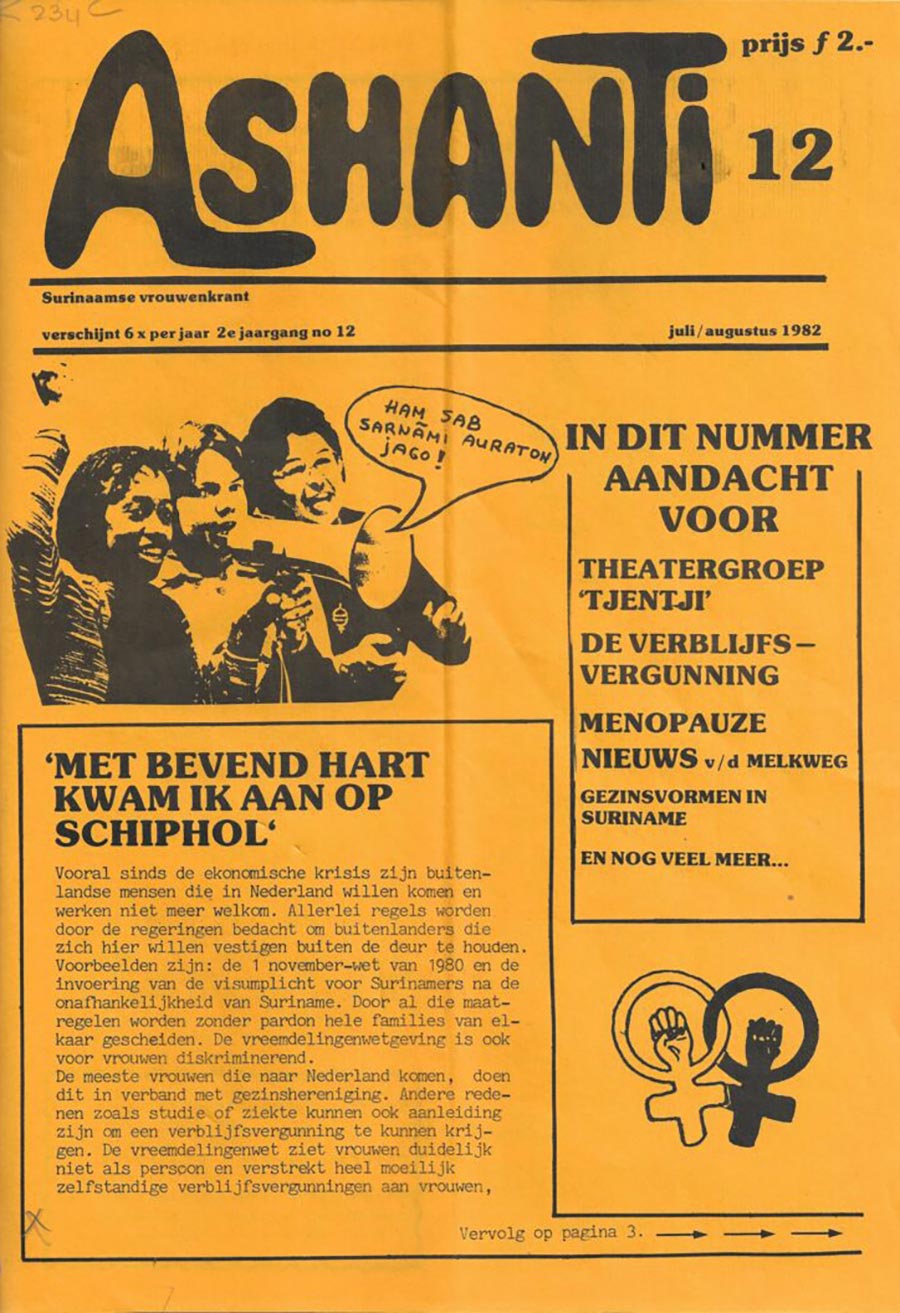 234
prijs ƒ 2.-
ASHANTi
12
Surinaamse vrouwenkrant
verschijnt 6 x per jaar 2e jaargang no 12
juli/augustus 1982
HAM SAB
SARNÃMI AURATON
JAGO!
IN DIT NUMMER
AANDACHT
VOOR
THEATERGROEP
‘TJENTJI’
DE VERBLIJFS–
VERGUNNING
MENOPAUZE
NIEUWS v/d MELKWEG
GEZINSVORMEN IN
SURINAME
EN NOG VEEL MEER...
‘MET BEVEND HART
KWAM IK AAN OP
SCHIPHOL‘
Vooral sinds de ekonomische krisis zijn buiten-
landse mensen die in Nederland willen komen en
werken niet meer welkom. Allerlei regels worden
door de regeringen bedacht om buitenlanders die
zich hier willen vestigen buiten de deur te houden.
Voorbeelden zijn: de 1 november-wet van 1980 en de
invoering van de visumplicht voor Surinamers na de
onafhankelijkheid van Suriname. Door al die maat-
regelen worden zonder pardon hele families van el-
kaar gescheiden. De vreemdelingenwetgeving is ook
voor vrouwen diskriminerend.
De meeste vrouwen die naar Nederland komen, doen
dit in verband met gezinshereniging. Andere rede-
nen zoals studie of ziekte kunnen ook aanleiding
zijn om een verblijfsvergunning te kunnen krij-
gen. De vreemdelingenwet ziet vrouwen duidelijk
niet als persoon en verstrekt heel moeilijk
zelfstandige verblijfsvergunningen aan vrouwen,
Vervolg op pagina 3.